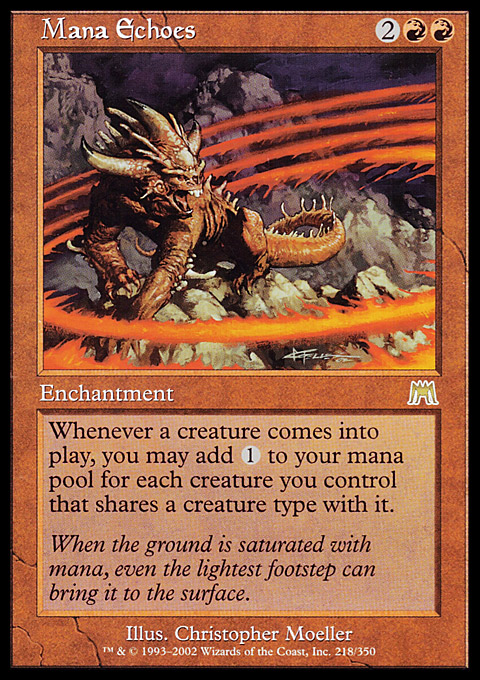 Mana Echoes 2
Enchantment
Whenever a creature comes into
play, you may add 1 to your mana
pool for each creature you control
that shares a creature type with it.
When the ground is saturated with
mana, even the lightest footstep can
bring it to the surface.
Illus. Christopher Moeller
™ & © 1993–2002 Wizards of the Coast, Inc. 218/350